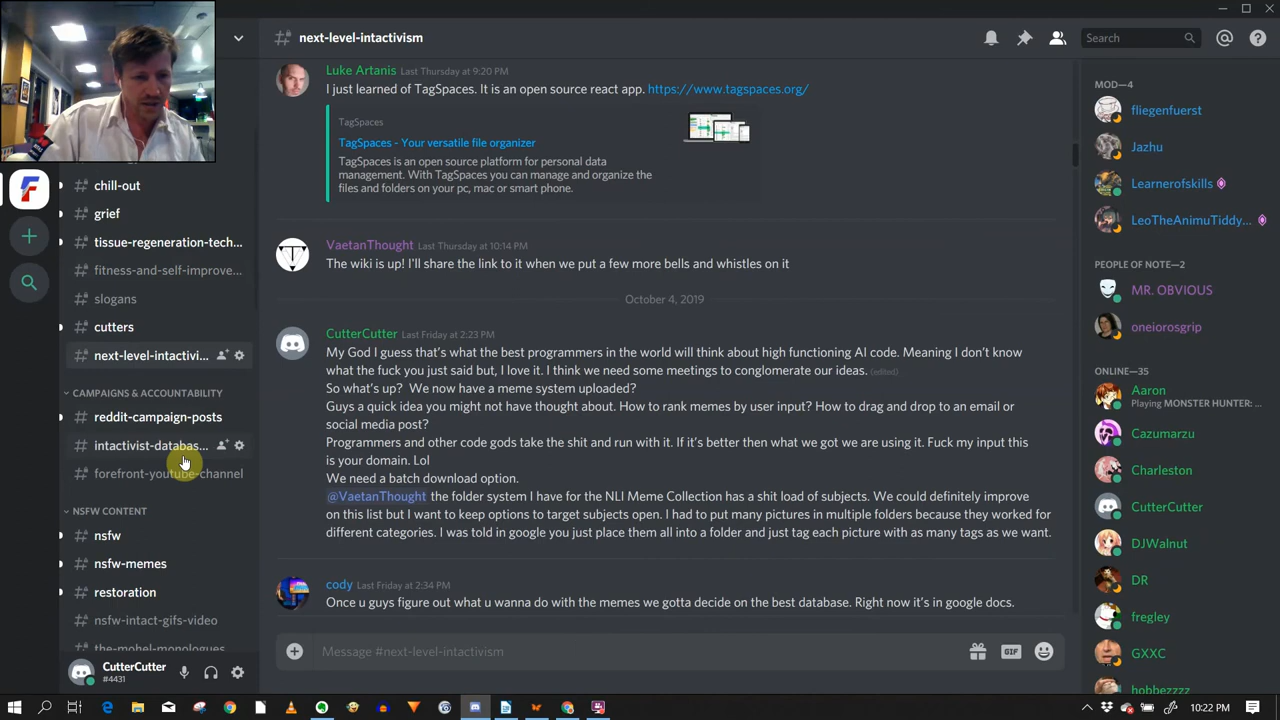 chill-out
grief
tissue-regeneration-tech...
fitness-and-self-improve...
slogans
cutters
next-level-intactivi...
CAMPAIGNS & ACCOUNTABILITY
reddit-campaign-posts
intactivist-databas...
forefront-youtube-channel
NSFW CONTENT
nsfw
nsfw-memes
restoration
nsfw-intact-gifs-video
the-mohel-monologues
CutterCutter
#4431
next-level-intactivism
Search
Luke Artanis Last Thursday at 9:20 PM
I just learned of TagSpaces. It is an open source react app. https://www.tagspaces.org/
TagSpaces
TagSpaces - Your versatile file organizer
TagSpaces is an open source platform for personal data
management. With TagSpaces you can manage and organize the
files and folders on your pc, mac or smart phone.
VaetanThought Last Thursday at 10:14 PM
The wiki is up! I'll share the link to it when we put a few more bells and whistles on it
October 4, 2019
CutterCutter Last Friday at 2:23 PM
My God I guess that's what the best programmers in the world will think about high functioning AI code. Meaning I don't know
what the fuck you just said but, I love it. I think we need some meetings to conglomerate our ideas. (edited)
So what's up? We now have a meme system uploaded?
Guys a quick idea you might not have thought about. How to rank memes by user input? How to drag and drop to an email or
social media post?
Programmers and other code gods take the shit and run with it. If it's better then what we got we are using it. Fuck my input this
is your domain. Lol
We need a batch download option.
@VaetanThought the folder system I have for the NLI Meme Collection has a shit load of subjects. We could definitely improve
on this list but I want to keep options to target subjects open. I had to put many pictures in multiple folders because they worked for
different categories. I was told in google you just place them all into a folder and just tag each picture with as many tags as we want.
cody Last Friday at 2:34 PM
Once u guys figure out what u wanna do with the memes we gotta decide on the best database. Right now it's in google docs.
Message #next-level-intactivism
GIF
MOD—4
fliegenfuerst
Jazhu
Learnerofskills
LeoTheAnimuTiddy...
PEOPLE OF NOTE—2
MR. OBVIOUS
oneiorosgrip
ONLINE—35
Aaron
Playing MONSTER HUNTER: ...
Cazumarzu
Charleston
CutterCutter
DJWalnut
DR
fregley
GXXC
hobbezzzz
10:22 PM